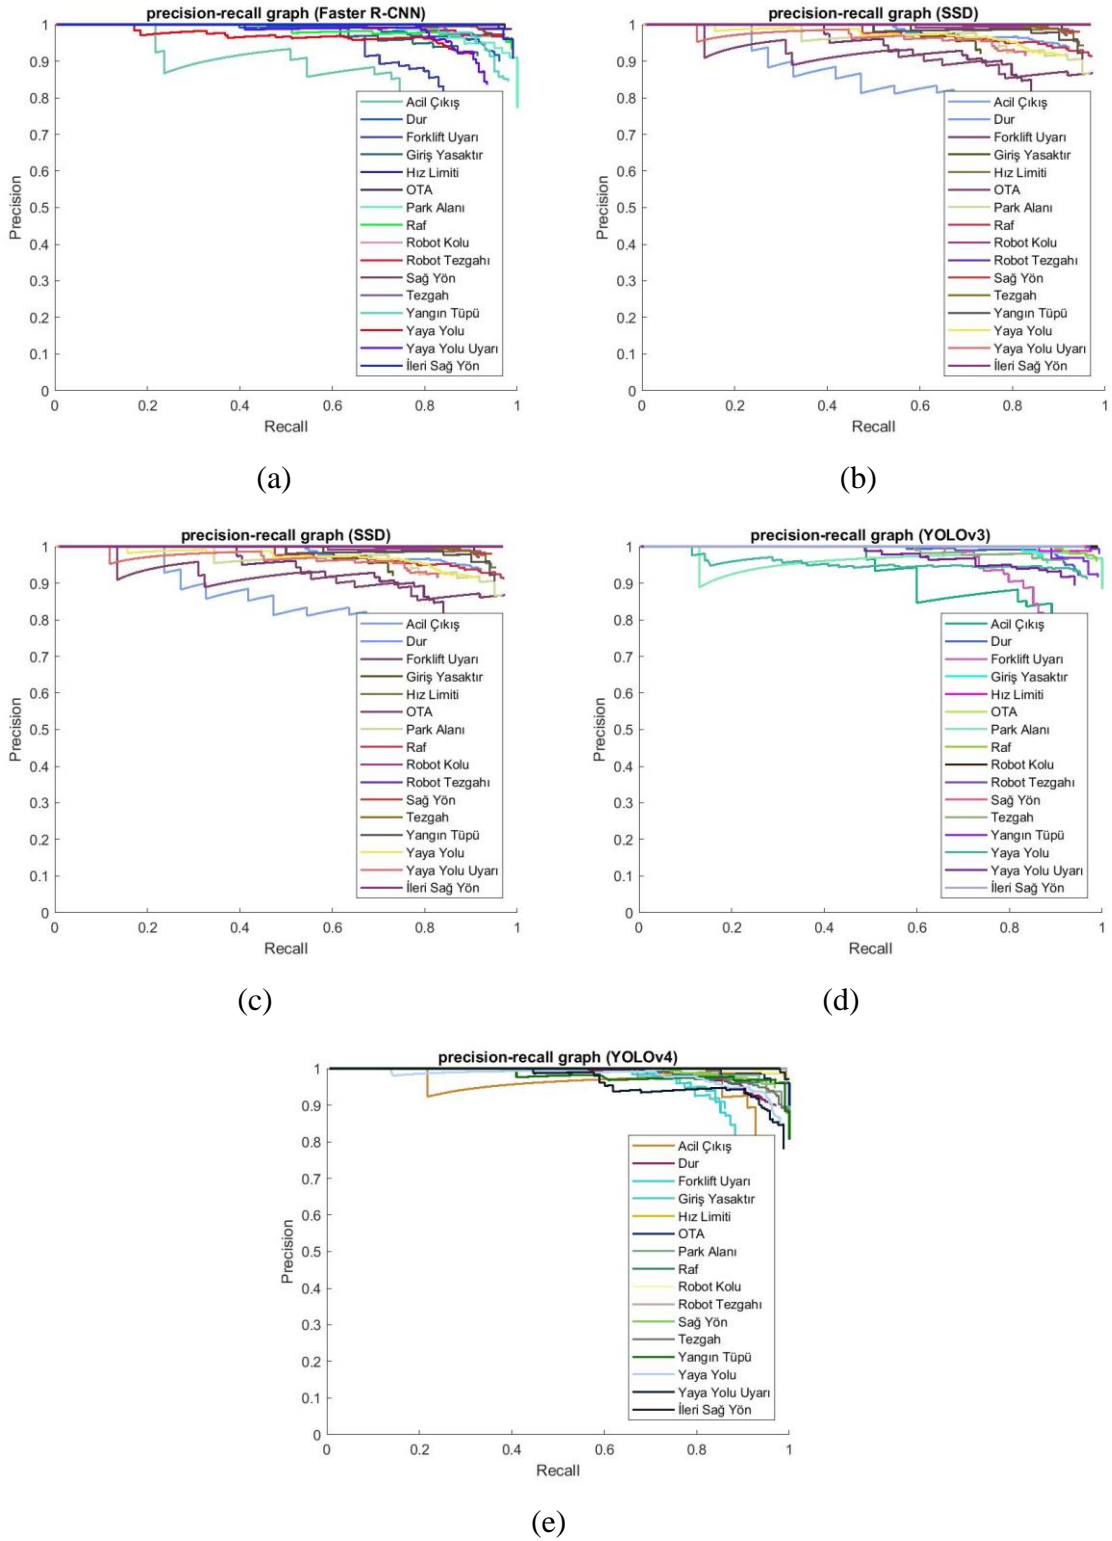 precision-recall graph (Faster R-CNN)
1
0.9
0.8
0.7
0.6
0.5
0.4
0.3
0.2
0.1
0
Precision
Acil Çıkış
Dur
Forklift Uyarı
Giriş Yasaktır
Hız Limiti
OTA
Park Alanı
Raf
Robot Kolu
Robot Tezgahı
Sağ Yön
Tezgah
Yangın Tüpü
Yaya Yolu
Yaya Yolu Uyarı
İleri Sağ Yön
0 0.2 0.4 0.6 0.8 1
Recall
(a)
precision-recall graph (SSD)
1
0.9
0.8
0.7
0.6
0.5
0.4
0.3
0.2
0.1
0
Precision
Acil Çıkış
Dur
Forklift Uyarı
Giriş Yasaktır
Hız Limiti
OTA
Park Alanı
Raf
Robot Kolu
Robot Tezgahı
Sağ Yön
Tezgah
Yangın Tüpü
Yaya Yolu
Yaya Yolu Uyarı
İleri Sağ Yön
0 0.2 0.4 0.6 0.8 1
Recall
(b)
precision-recall graph (SSD)
1
0.9
0.8
0.7
0.6
0.5
0.4
0.3
0.2
0.1
0
Precision
Acil Çıkış
Dur
Forklift Uyarı
Giriş Yasaktır
Hız Limiti
OTA
Park Alanı
Raf
Robot Kolu
Robot Tezgahı
Sağ Yön
Tezgah
Yangın Tüpü
Yaya Yolu
Yaya Yolu Uyarı
İleri Sağ Yön
0 0.2 0.4 0.6 0.8 1
Recall
(c)
precision-recall graph (YOLOv3)
1
0.9
0.8
0.7
0.6
0.5
0.4
0.3
0.2
0.1
0
Precision
Acil Çıkış
Dur
Forklift Uyarı
Giriş Yasaktır
Hız Limiti
OTA
Park Alanı
Raf
Robot Kolu
Robot Tezgahı
Sağ Yön
Tezgah
Yangın Tüpü
Yaya Yolu
Yaya Yolu Uyarı
İleri Sağ Yön
0 0.2 0.4 0.6 0.8 1
Recall
(d)
precision-recall graph (YOLOv4)
1
0.9
0.8
0.7
0.6
0.5
0.4
0.3
0.2
0.1
0
Precision
Acil Çıkış
Dur
Forklift Uyarı
Giriş Yasaktır
Hız Limiti
OTA
Park Alanı
Raf
Robot Kolu
Robot Tezgahı
Sağ Yön
Tezgah
Yangın Tüpü
Yaya Yolu
Yaya Yolu Uyarı
İleri Sağ Yön
0 0.2 0.4 0.6 0.8 1
Recall
(e)